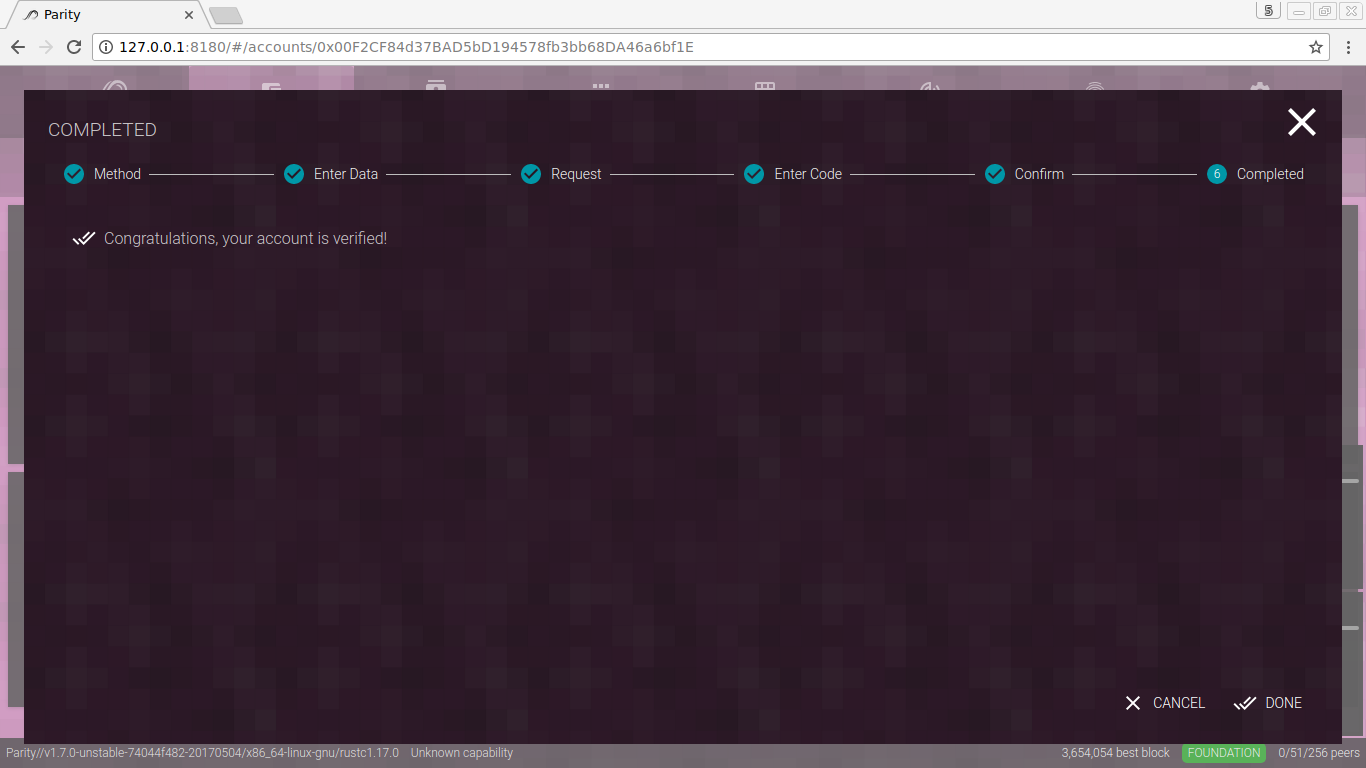 Parity
5
127.0.0.1:8180/#/accounts/0x00F2CF84d37BAD5bD194578fb3bb68DA46a6bf1E
COMPLETED
Method Enter Data Request Enter Code Confirm 6 Completed
Congratulations, your account is verified!
CANCEL DONE
Parity//v1.7.0-unstable-74044f482-20170504/x86_64-linux-gnu/rustc1.17.0 Unknown capability 3,654,054 best block FOUNDATION 0/51/256 peers